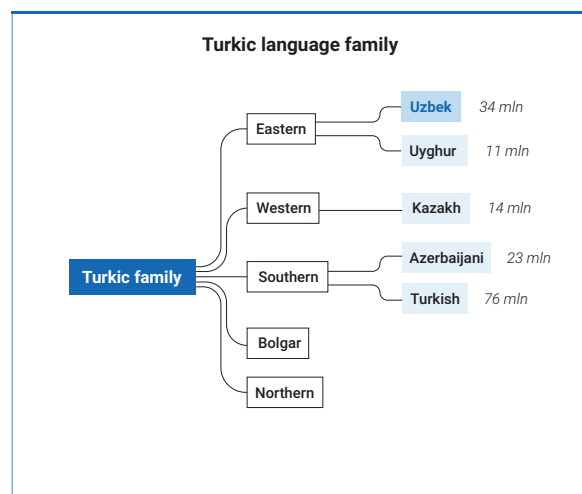 Turkic language family
Uzbek 34 mln
Eastern
Uyghur 11 mln
Western Kazakh 14 mln
Azerbaijani 23 mln
Turkic family Southern
Turkish 76 mln
Bolgar
Northern